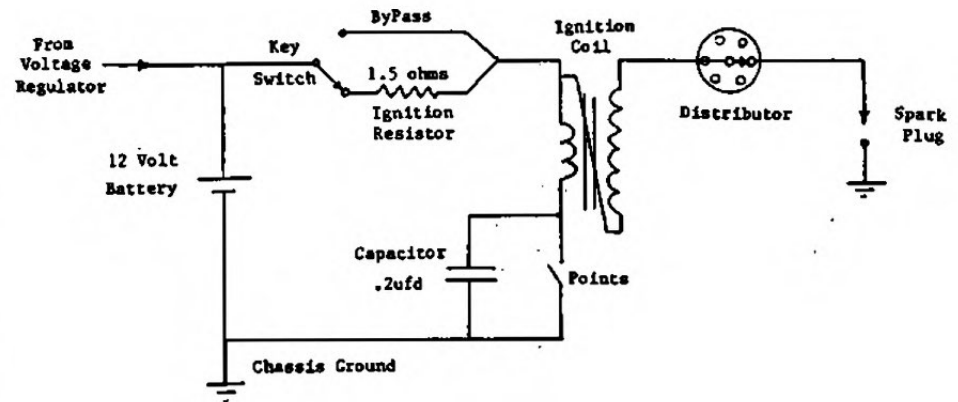 ByPass
Ignition
Coil
From
Voltage
Regulator
Key
Switch
1.5 ohms
Ignition
Resistor
Distributor
Spark
Plug
12 Volt
Battery
Capacitor
.2ufd
Points
Chassis Ground